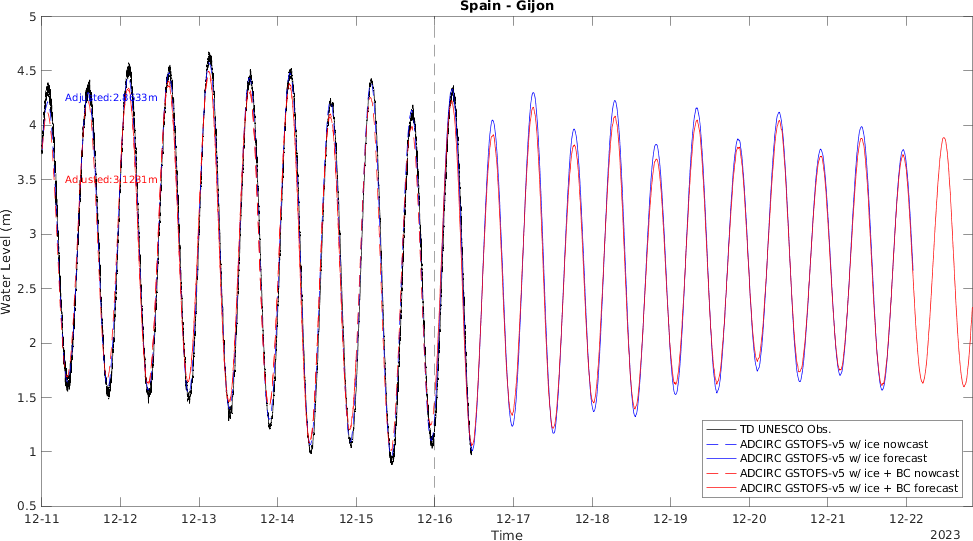 Spain - Gijon
5
4.5
4
3.5
3
2.5
2
1.5
1
0.5
Water Level (m)
Adjusted:3.1231m
TD UNESCO Obs.
ADCIRC GSTOFS-v5 w/ ice nowcast
ADCIRC GSTOFS-v5 w/ ice forecast
ADCIRC GSTOFS-v5 w/ ice + BC nowcast
ADCIRC GSTOFS-v5 w/ ice + BC forecast
12-11
12-12
12-13
12-14
12-15
12-16
12-17
12-18
12-19
12-20
12-21
12-22
Time
2023